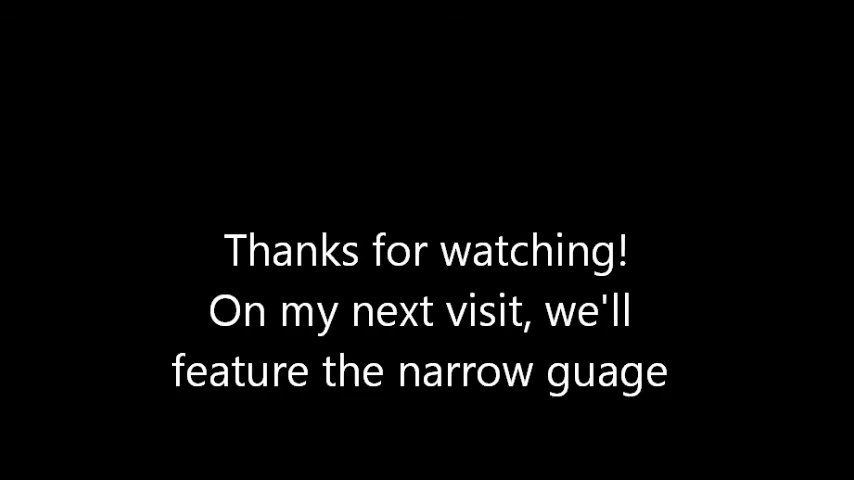 Thanks for watching!
On my next visit, we'll
feature the narrow guage